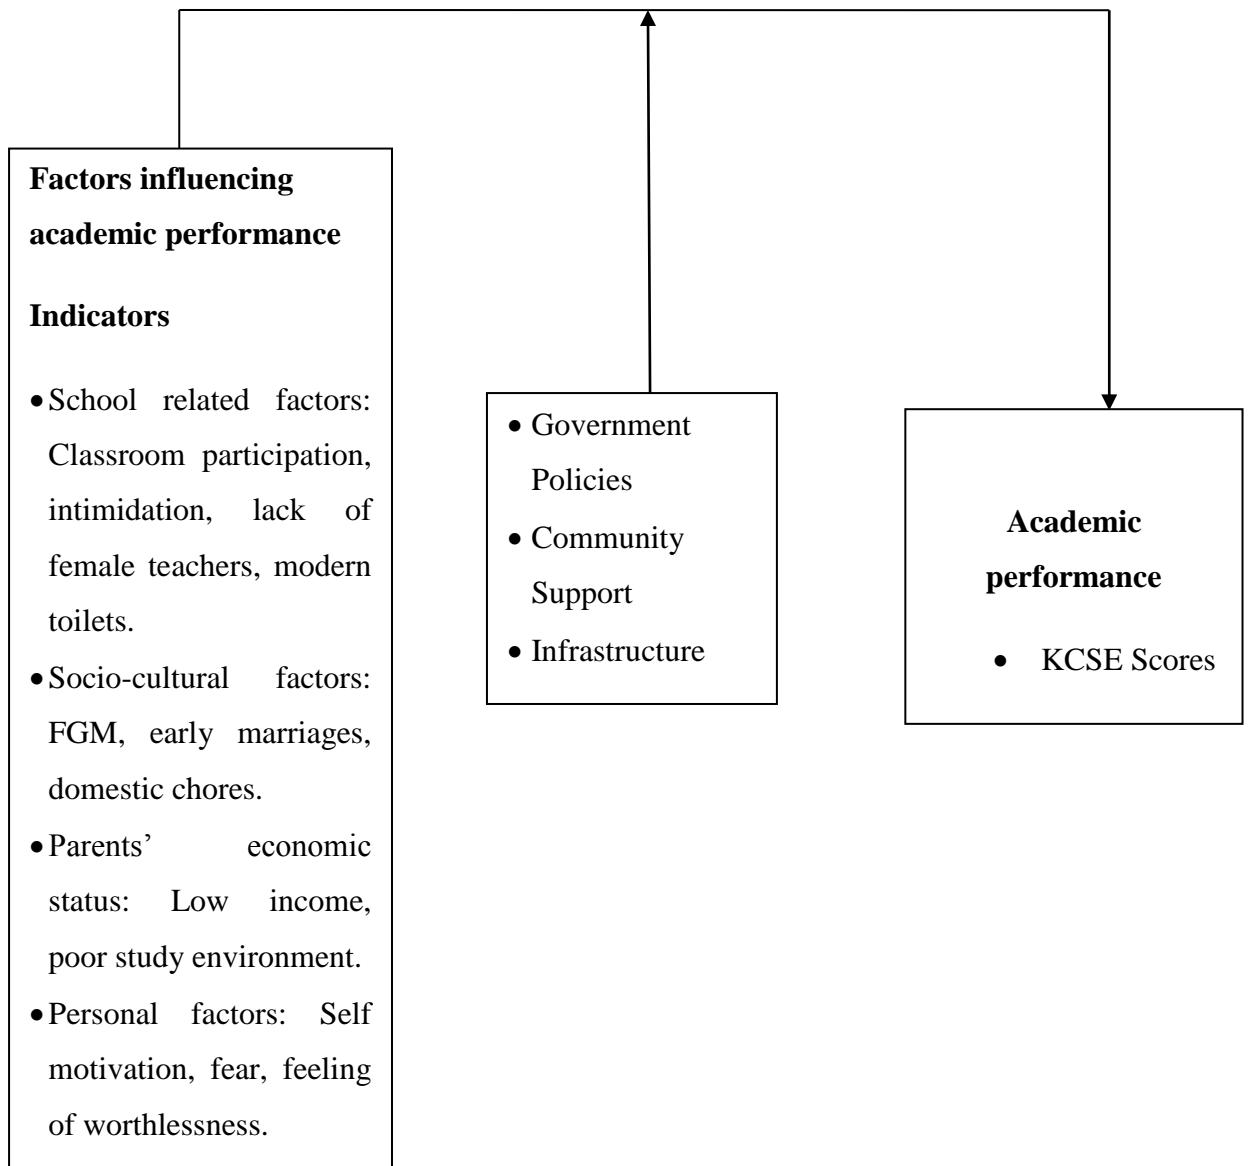 Factors influencing
academic performance
Indicators
• School related factors:
Classroom participation,
intimidation, lack of
female teachers, modern
toilets.
• Socio-cultural factors:
FGM, early marriages,
domestic chores.
• Parents’ economic
status: Low income,
poor study environment.
• Personal factors: Self
motivation, fear, feeling
of worthlessness.
• Government
Policies
• Community
Support
• Infrastructure
Academic
performance
• KCSE Scores